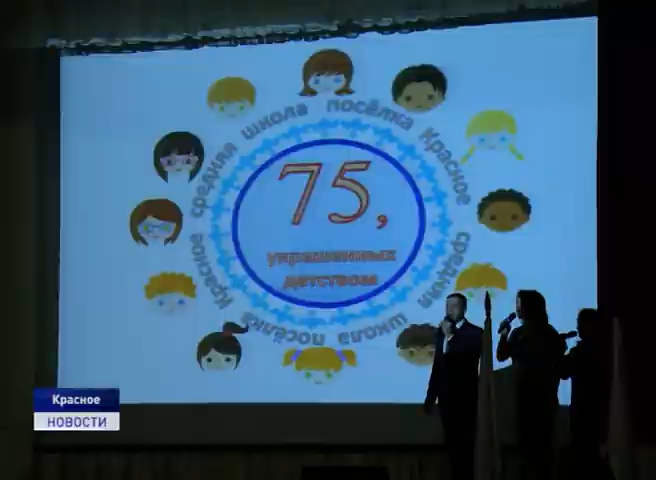 средняя школа посёлка Красное
средняя школа посёлка Красное
75,
украшенных
детством
Красное
НОВОСТИ